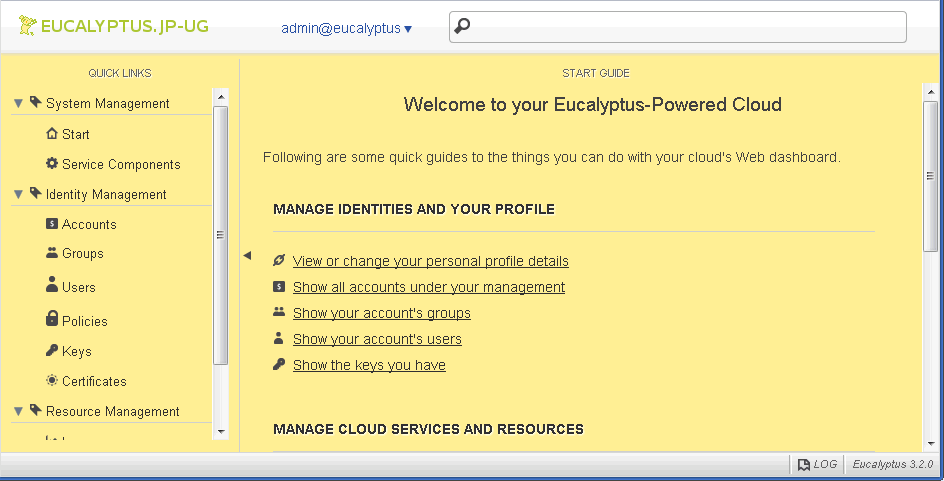 EUCALYPTUS.JP-UG
admin@eucalyptus ▼
QUICK LINKS
System Management
Start
Service Components
Identity Management
Accounts
Groups
Users
Policies
Keys
Certificates
Resource Management
START GUIDE
Welcome to your Eucalyptus-Powered Cloud
Following are some quick guides to the things you can do with your cloud's Web dashboard.
MANAGE IDENTITIES AND YOUR PROFILE
View or change your personal profile details
Show all accounts under your management
Show your account's groups
Show your account's users
Show the keys you have
MANAGE CLOUD SERVICES AND RESOURCES
LOG
Eucalyptus 3.2.0